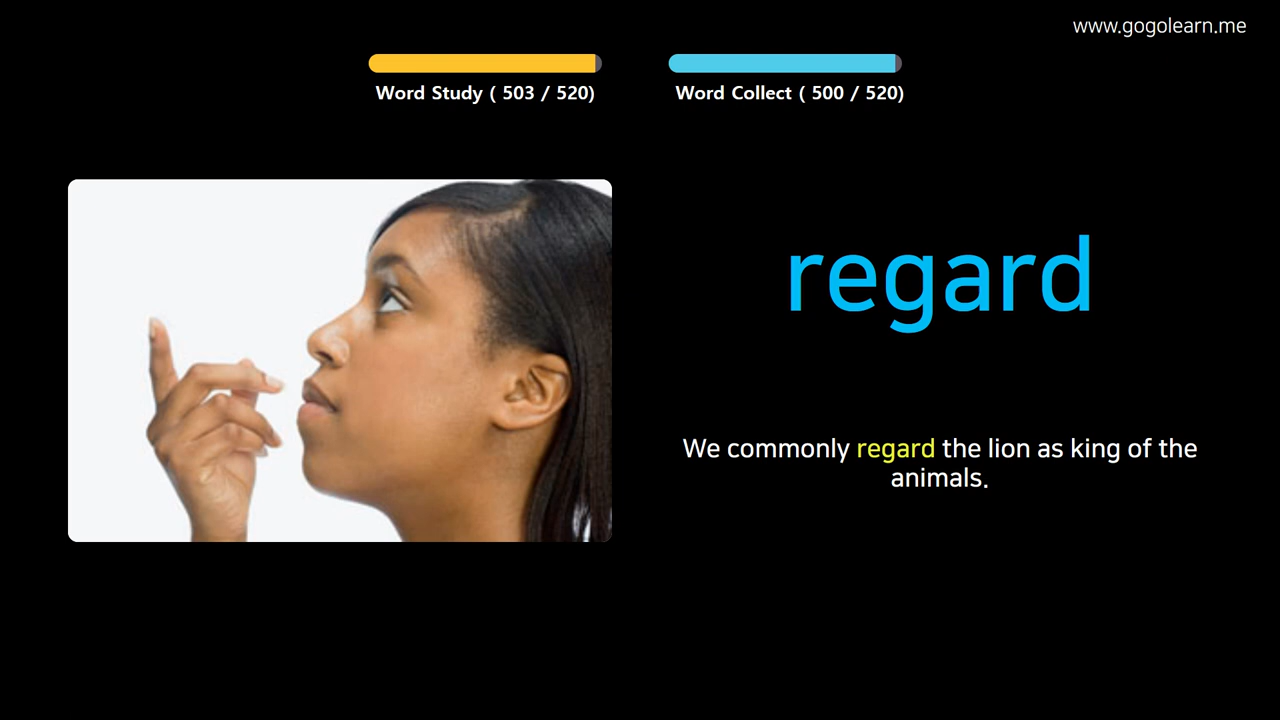 www.gogolearn.me
Word Study ( 503 / 520)
Word Collect ( 500 / 520)
regard
We commonly regard the lion as king of the
animals.